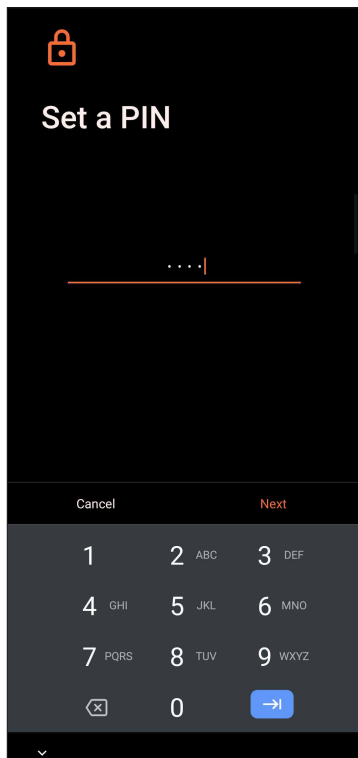 Set a PIN
····
Cancel Next
1 2 ABC 3 DEF
4 GHI 5 JKL 6 MNO
7 PQRS 8 TUV 9 WXYZ
0